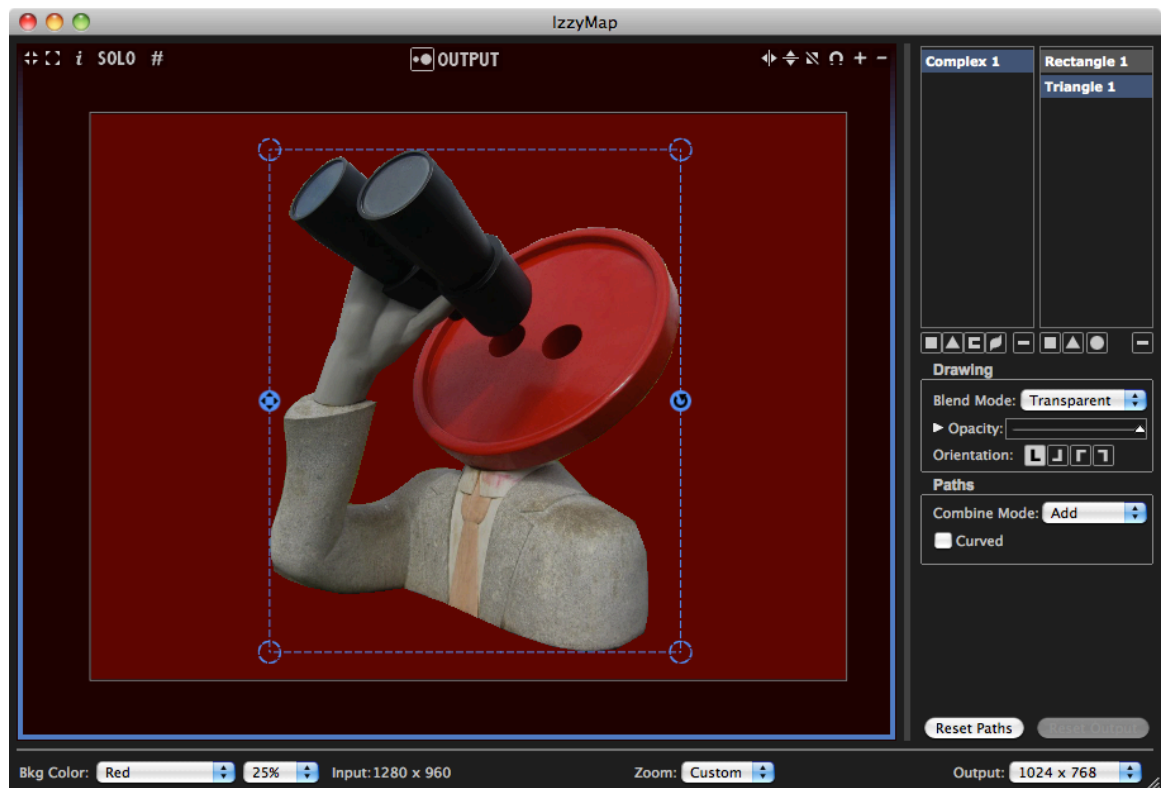 IzzyMap
i SOLO # OUTPUT + -
Complex 1
Rectangle 1
Triangle 1
Drawing
Blend Mode: Transparent
Opacity:
Orientation:
Paths
Combine Mode: Add
Curved
Reset Paths Reset Output
Bkg Color: Red 25% Input:1280 x 960 Zoom: Custom Output: 1024 x 768